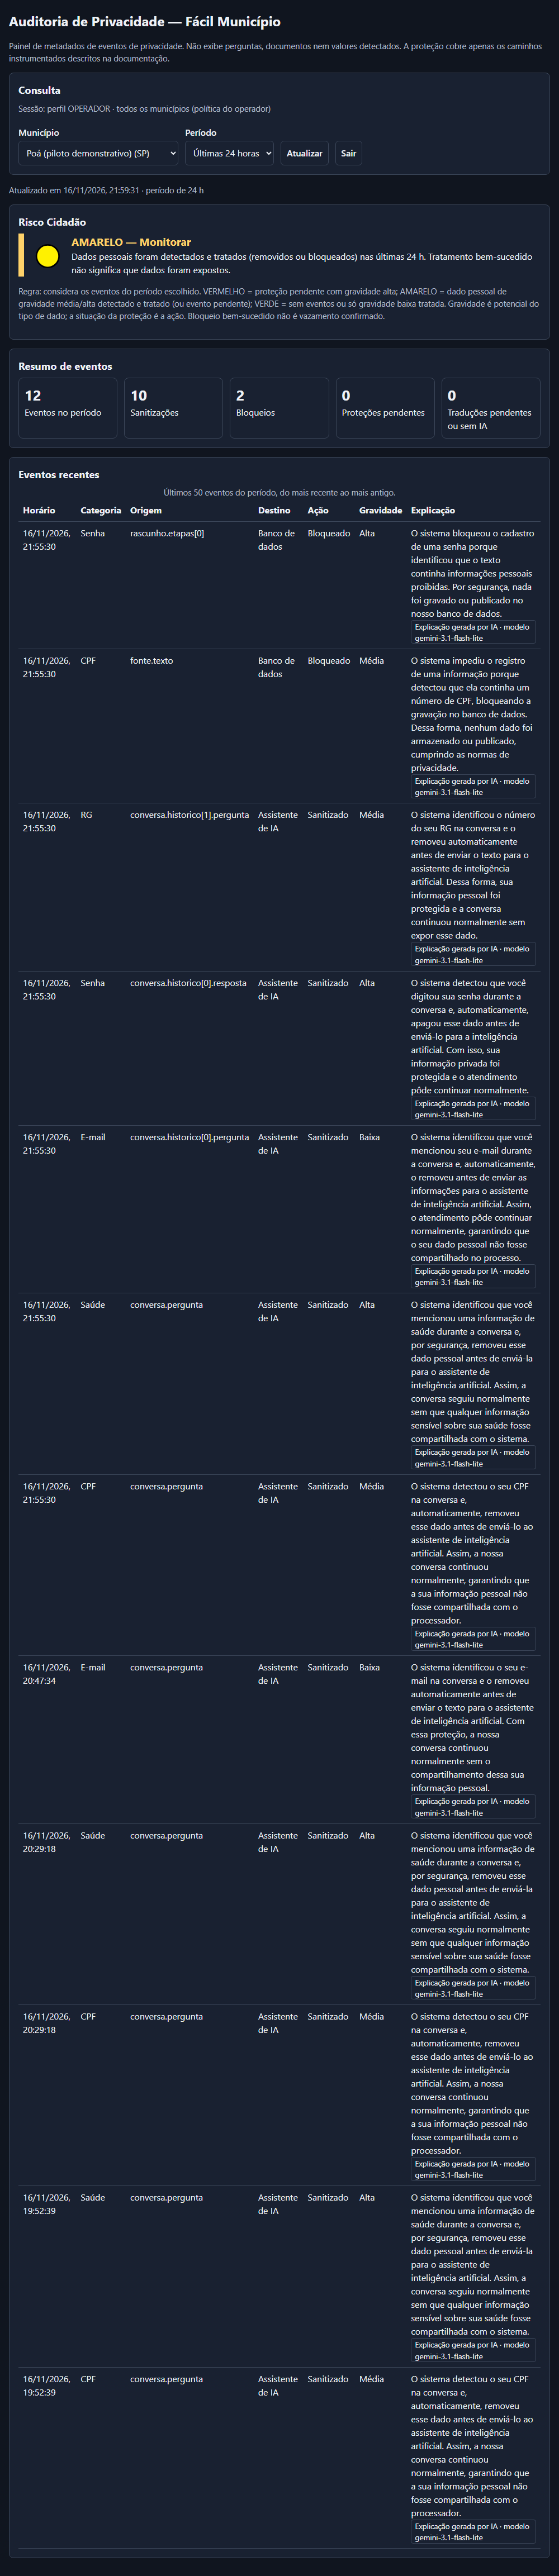 Auditoria de Privacidade — Fácil Município
Painel de metadados de eventos de privacidade. Não exibe perguntas, documentos nem valores detectados. A proteção cobre apenas os caminhos
instrumentados descritos na documentação.
Consulta
Sessão: perfil OPERADOR · todos os municípios (política do operador)
Município
Período
Poá (piloto demonstrativo) (SP)
Últimas 24 horas
Atualizar
Sair
Atualizado em 16/11/2026, 21:59:31 · período de 24 h
Risco Cidadão
AMARELO — Monitorar
Dados pessoais foram detectados e tratados (removidos ou bloqueados) nas últimas 24 h. Tratamento bem-sucedido
não significa que dados foram expostos.
Regra: considera os eventos do período escolhido. VERMELHO = proteção pendente com gravidade alta; AMARELO = dado pessoal de
gravidade média/alta detectado e tratado (ou evento pendente); VERDE = sem eventos ou só gravidade baixa tratada. Gravidade é potencial do
tipo de dado; a situação da proteção é a ação. Bloqueio bem-sucedido não é vazamento confirmado.
Resumo de eventos
12
Eventos no período
10
Sanitizações
2
Bloqueios
0
Proteções pendentes
0
Traduções pendentes
ou sem IA
Eventos recentes
Últimos 50 eventos do período, do mais recente ao mais antigo.
Horário Categoria Origem Destino Ação Gravidade Explicação
16/11/2026,
21:55:30
Senha
rascunho.etapas[0]
Banco de
dados
Bloqueado
Alta
O sistema bloqueou o cadastro
de uma senha porque
identificou que o texto
continha informações pessoais
proibidas. Por segurança, nada
foi gravado ou publicado no
nosso banco de dados.
Explicação gerada por IA · modelo
gemini-3.1-flash-lite
16/11/2026,
21:55:30
CPF
fonte.texto
Banco de
dados
Bloqueado
Média
O sistema impediu o registro
de uma informação porque
detectou que ela continha um
número de CPF, bloqueando a
gravação no banco de dados.
Dessa forma, nenhum dado foi
armazenado ou publicado,
cumprindo as normas de
privacidade.
Explicação gerada por IA · modelo
gemini-3.1-flash-lite
16/11/2026,
21:55:30
RG
conversa.historico[1].pergunta
Assistente
de IA
Sanitizado
Média
O sistema identificou o número
do seu RG na conversa e o
removeu automaticamente
antes de enviar o texto para o
assistente de inteligência
artificial. Dessa forma, sua
informação pessoal foi
protegida e a conversa
continuou normalmente sem
expor esse dado.
Explicação gerada por IA · modelo
gemini-3.1-flash-lite
16/11/2026,
21:55:30
Senha
conversa.historico[0].resposta
Assistente
de IA
Sanitizado
Alta
O sistema detectou que você
digitou sua senha durante a
conversa e, automaticamente,
apagou esse dado antes de
enviá-lo para a inteligência
artificial. Com isso, sua
informação privada foi
protegida e o atendimento
pôde continuar normalmente.
Explicação gerada por IA · modelo
gemini-3.1-flash-lite
16/11/2026,
21:55:30
E-mail
conversa.historico[0].pergunta
Assistente
de IA
Sanitizado
Baixa
O sistema identificou que você
mencionou seu e-mail durante
a conversa e, automaticamente,
o removeu antes de enviar as
informações para o assistente
de inteligência artificial. Assim,
o atendimento pôde continuar
normalmente, garantindo que
o seu dado pessoal não fosse
compartilhado no processo.
Explicação gerada por IA · modelo
gemini-3.1-flash-lite
16/11/2026,
21:55:30
Saúde
conversa.pergunta
Assistente
de IA
Sanitizado
Alta
O sistema identificou que você
mencionou uma informação de
saúde durante a conversa e,
por segurança, removeu esse
dado pessoal antes de enviá-la
para o assistente de
inteligência artificial. Assim, a
conversa seguiu normalmente
sem que qualquer informação
sensível sobre sua saúde fosse
compartilhada com o sistema.
Explicação gerada por IA · modelo
gemini-3.1-flash-lite
16/11/2026,
21:55:30
CPF
conversa.pergunta
Assistente
de IA
Sanitizado
Média
O sistema detectou o seu CPF
na conversa e,
automaticamente, removeu
esse dado antes de enviá-lo ao
assistente de inteligência
artificial. Assim, a nossa
conversa continuou
normalmente, garantindo que
a sua informação pessoal não
fosse compartilhada com o
processador.
Explicação gerada por IA · modelo
gemini-3.1-flash-lite
16/11/2026,
20:47:34
E-mail
conversa.pergunta
Assistente
de IA
Sanitizado
Baixa
O sistema identificou o seu e-
mail na conversa e o removeu
automaticamente antes de
enviar o texto para o assistente
de inteligência artificial. Com
essa proteção, a nossa
conversa continuou
normalmente sem o
compartilhamento dessa sua
informação pessoal.
Explicação gerada por IA · modelo
gemini-3.1-flash-lite
16/11/2026,
20:29:18
Saúde
conversa.pergunta
Assistente
de IA
Sanitizado
Alta
O sistema identificou que você
mencionou uma informação de
saúde durante a conversa e,
por segurança, removeu esse
dado pessoal antes de enviá-la
para o assistente de
inteligência artificial. Assim, a
conversa seguiu normalmente
sem que qualquer informação
sensível sobre sua saúde fosse
compartilhada com o sistema.
Explicação gerada por IA · modelo
gemini-3.1-flash-lite
16/11/2026,
20:29:18
CPF
conversa.pergunta
Assistente
de IA
Sanitizado
Média
O sistema detectou o seu CPF
na conversa e,
automaticamente, removeu
esse dado antes de enviá-lo ao
assistente de inteligência
artificial. Assim, a nossa
conversa continuou
normalmente, garantindo que
a sua informação pessoal não
fosse compartilhada com o
processador.
Explicação gerada por IA · modelo
gemini-3.1-flash-lite
16/11/2026,
19:52:39
Saúde
conversa.pergunta
Assistente
de IA
Sanitizado
Alta
O sistema identificou que você
mencionou uma informação de
saúde durante a conversa e,
por segurança, removeu esse
dado pessoal antes de enviá-la
para o assistente de
inteligência artificial. Assim, a
conversa seguiu normalmente
sem que qualquer informação
sensível sobre sua saúde fosse
compartilhada com o sistema.
Explicação gerada por IA · modelo
gemini-3.1-flash-lite
16/11/2026,
19:52:39
CPF
conversa.pergunta
Assistente
de IA
Sanitizado
Média
O sistema detectou o seu CPF
na conversa e,
automaticamente, removeu
esse dado antes de enviá-lo ao
assistente de inteligência
artificial. Assim, a nossa
conversa continuou
normalmente, garantindo que
a sua informação pessoal não
fosse compartilhada com o
processador.
Explicação gerada por IA · modelo
gemini-3.1-flash-lite